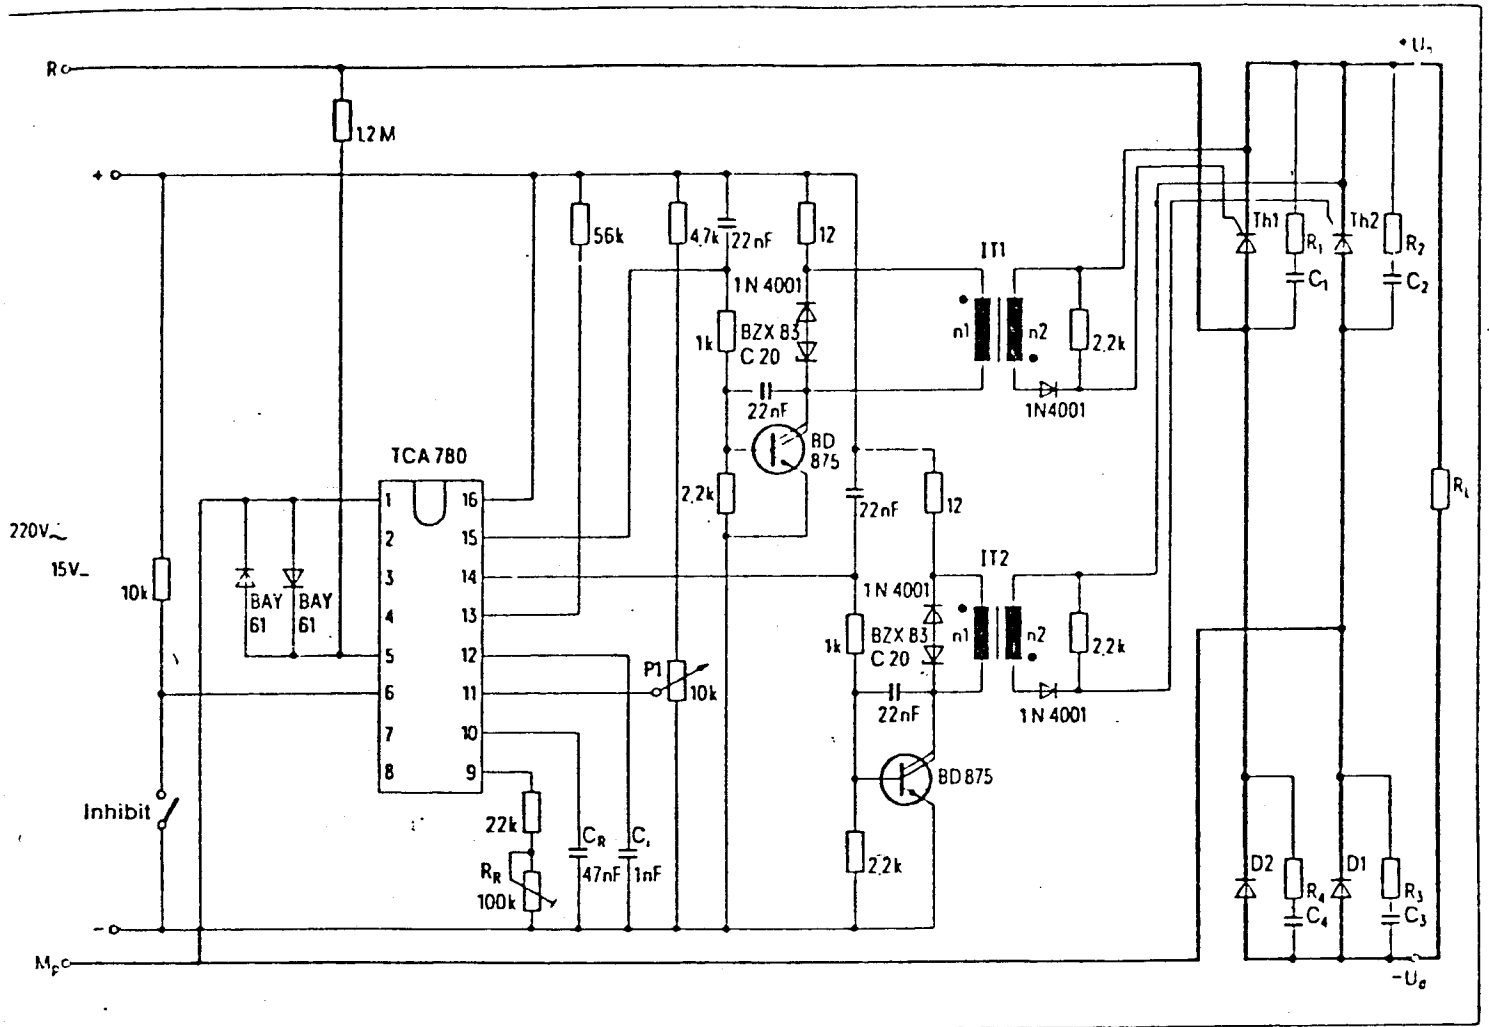 R
1.2 M
+
56k
4.7k
22nF
12
1N 4001
BZX 83
C 20
1k
22nF
BD
875
2.2k
IT1
n1
n2
2.2k
1N4001
Th1
R1
C1
Th2
R2
C2
RL
TCA 780
1
2
3
4
5
6
7
8
16
15
14
13
12
11
10
9
220V~
15V-
10k
BAY
61
BAY
61
Inhibit
P1
10k
22k
RR
100k
CR
47nF
1nF
22nF
12
1N 4001
BZX 83
C 20
1k
22nF
BD 875
2.2k
IT2
n1
n2
2.2k
1N 4001
D2
R4
C4
D1
R3
C3
-
Mp
-Ud